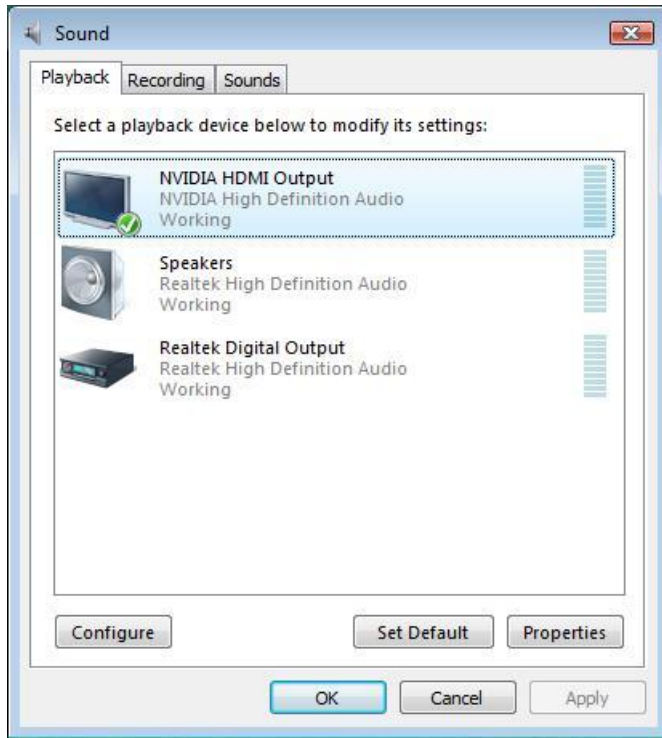 Sound
Playback Recording Sounds
Select a playback device below to modify its settings:
NVIDIA HDMI Output
NVIDIA High Definition Audio
Working
Speakers
Realtek High Definition Audio
Working
Realtek Digital Output
Realtek High Definition Audio
Working
Configure Set Default Properties
OK Cancel Apply